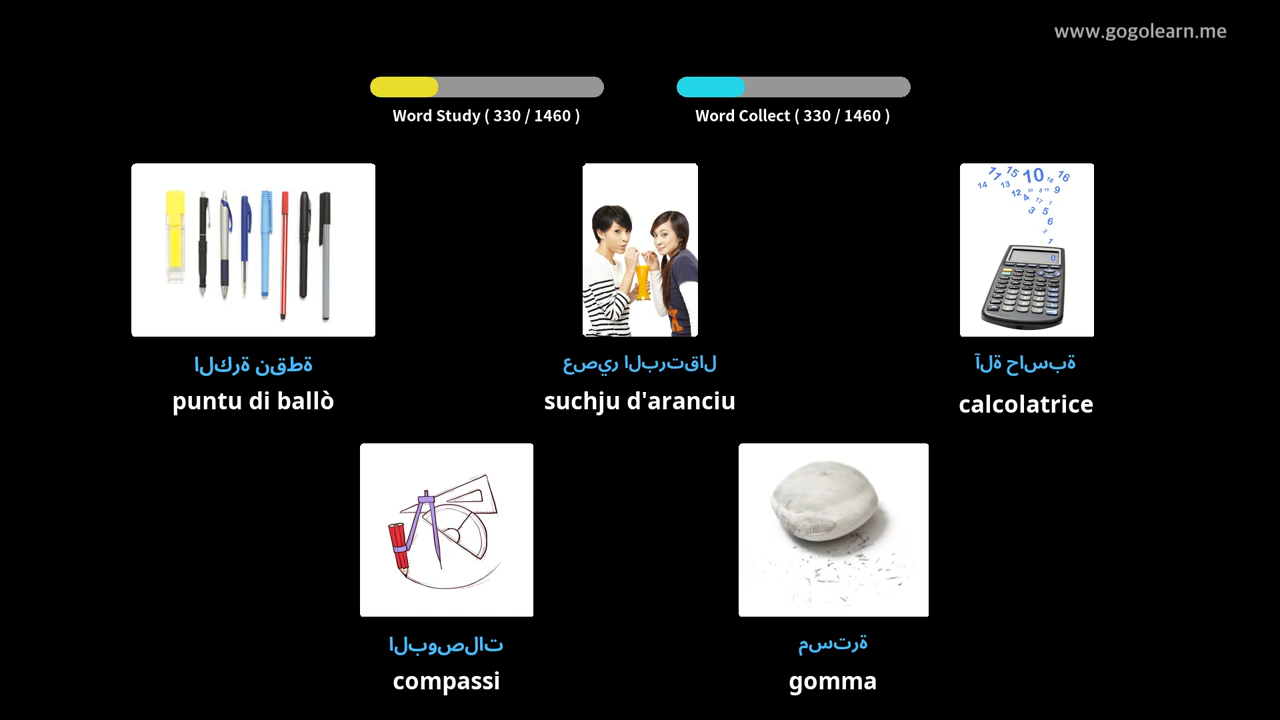 www.gogolearn.me
Word Study ( 330 / 1460 )
Word Collect ( 330 / 1460 )
الكرة نقطة
puntu di ballò
عصير البرتقال
suchju d'aranciu
آلة حاسبة
calcolatrice
البوصلات
compassi
مسترة
gomma